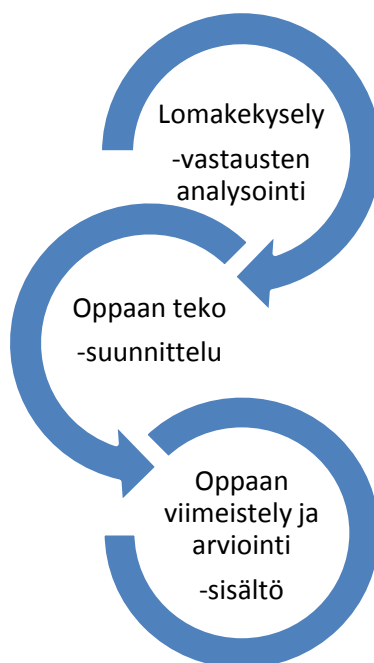 Lomakekysely
-vastausten
analysointi
Oppaan teko
-suunnittelu
Oppaan
viimeistely ja
arviointi
-sisältö